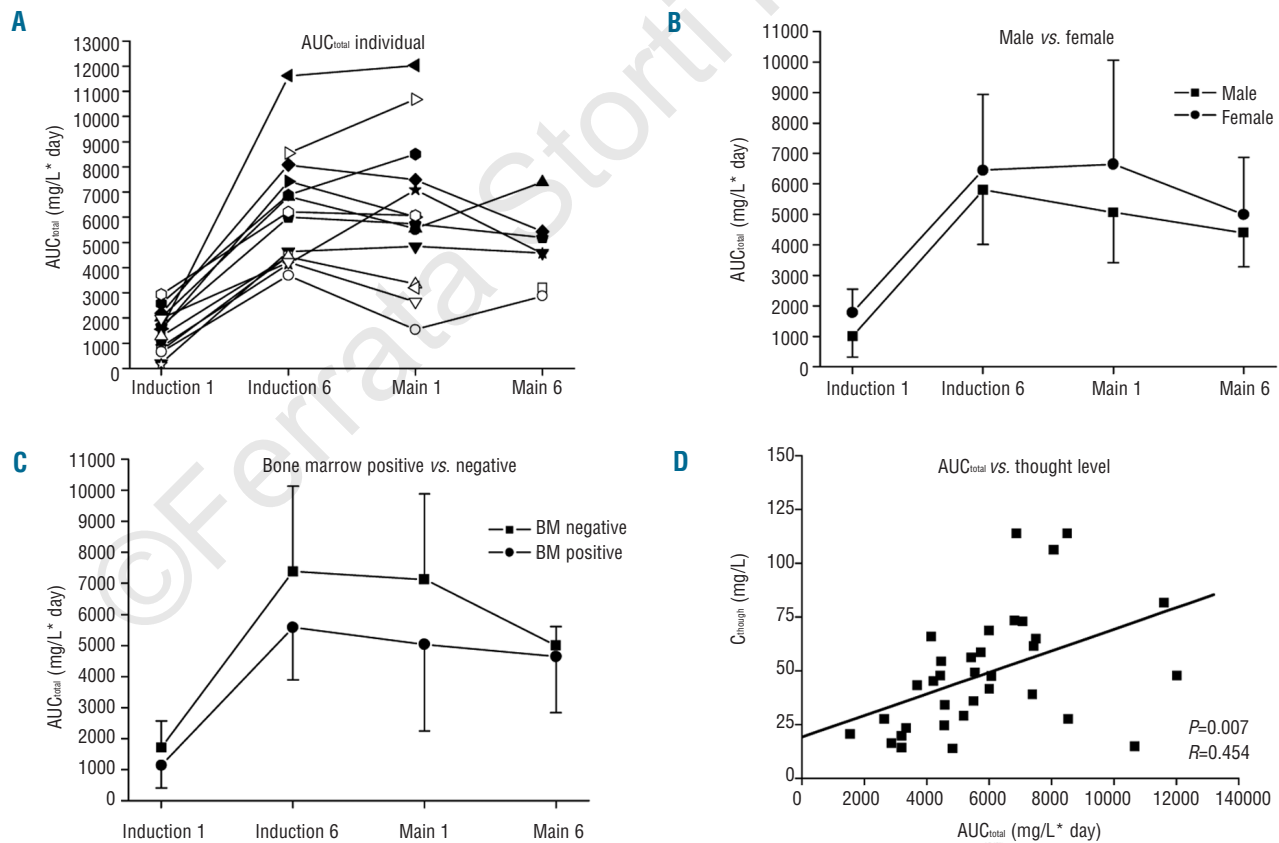 A
AUCtotal individual
AUCtotal (mg/L* day)
13000
12000
11000
10000
9000
8000
7000
6000
5000
4000
3000
2000
1000
0
Induction 1 Induction 6 Main 1 Main 6
B
Male vs. female
AUCtotal (mg/L* day)
11000
10000
9000
8000
7000
6000
5000
4000
3000
2000
1000
0
Male
Female
Induction 1 Induction 6 Main 1 Main 6
C
Bone marrow positive vs. negative
AUCtotal (mg/L* day)
11000
10000
9000
8000
7000
6000
5000
4000
3000
2000
1000
0
BM negative
BM positive
Induction 1 Induction 6 Main 1 Main 6
D
AUCtotal vs. thought level
Cthough (mg/L)
150
125
100
75
50
25
0
P=0.007
R=0.454
0 2000 4000 6000 8000 10000 12000 140000
AUCtotal (mg/L* day)
©Ferrata Storti